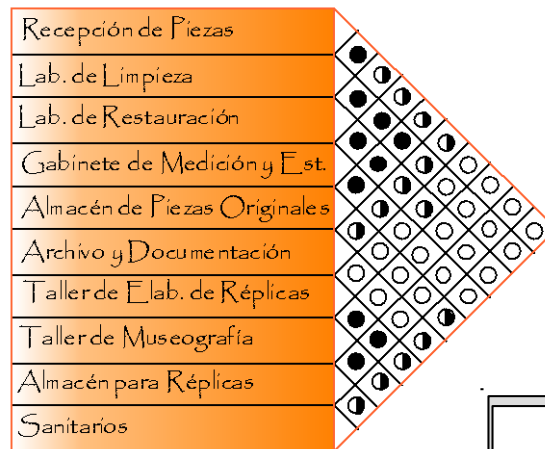 Recepción de Piezas
Lab. de Limpieza
Lab. de Restauración
Gabinete de Medición y Est.
Almacén de Piezas Originales
Archivo y Documentación
Taller de Elab. de Réplicas
Taller de Museografía
Almacén para Réplicas
Sanitarios